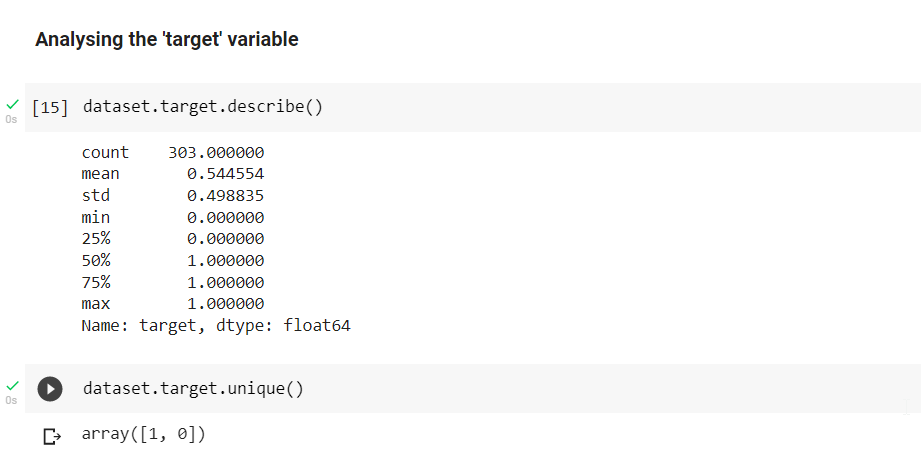 Analysing the 'target' variable
[15] dataset.target.describe()
0s
count 303.000000
mean 0.544554
std 0.498835
min 0.000000
25% 0.000000
50% 1.000000
75% 1.000000
max 1.000000
Name: target, dtype: float64
dataset.target.unique()
0s
array([1, 0])